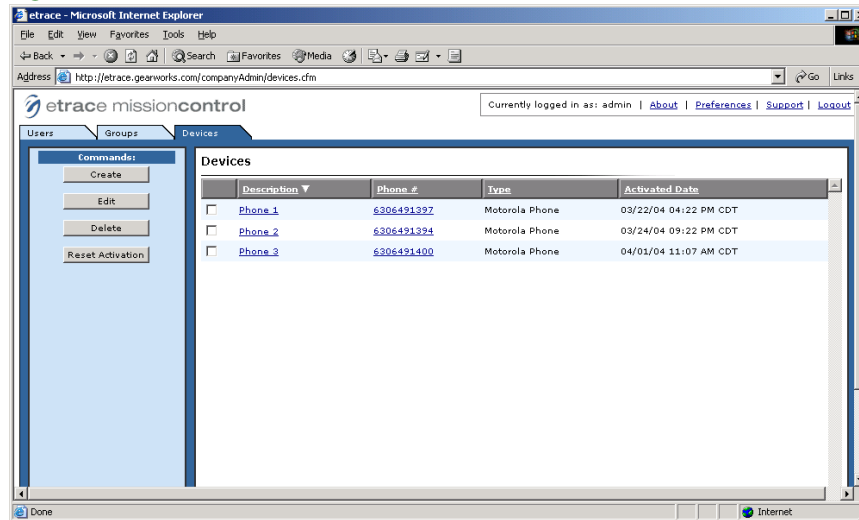 etrace - Microsoft Internet Explorer
File Edit View Favorites Tools Help
Back Search Favorites Media
Address http://etrace.gearworks.com/companyAdmin/devices.cfm Go Links
etrace missioncontrol
Currently logged in as: admin | About | Preferences | Support | Logout
Users Groups Devices
Commands:
Create
Edit
Delete
Reset Activation
Devices
Description ▼ Phone # Type Activated Date
Phone 1 6306491397 Motorola Phone 03/22/04 04:22 PM CDT
Phone 2 6306491394 Motorola Phone 03/24/04 09:22 PM CDT
Phone 3 6306491400 Motorola Phone 04/01/04 11:07 AM CDT
Done Internet